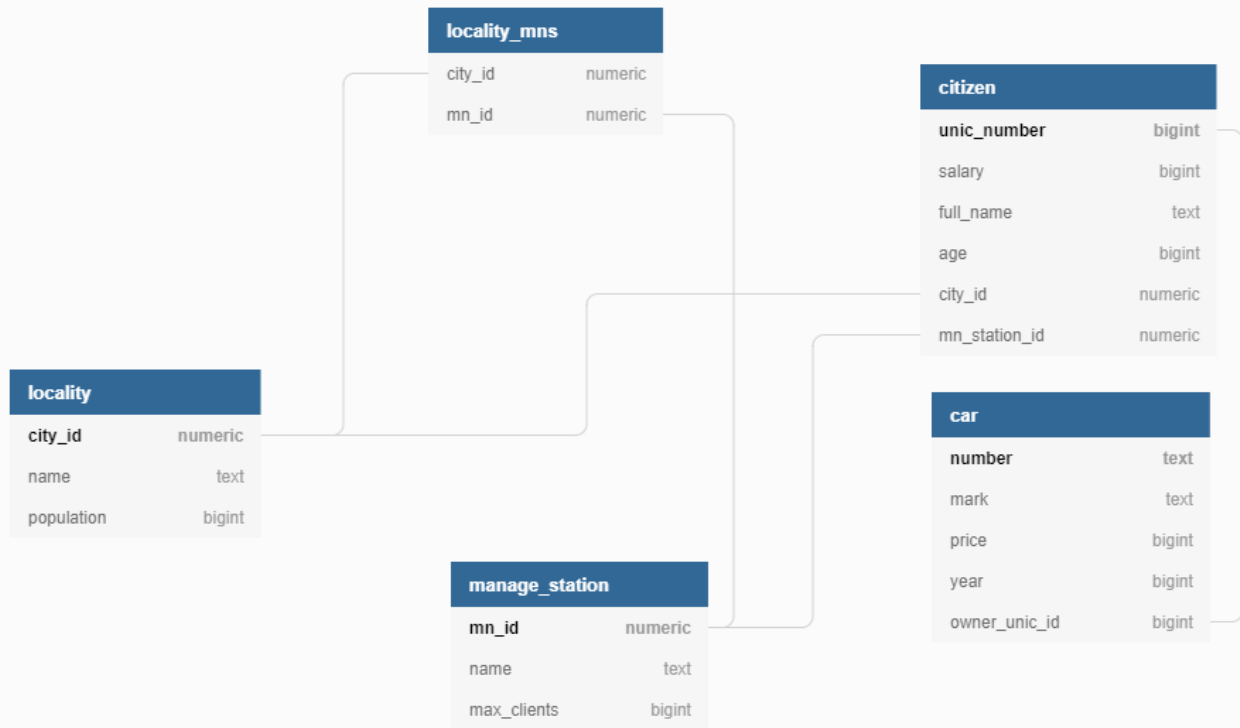 locality_mns
city_id numeric
mn_id numeric
citizen
unic_number bigint
salary bigint
full_name text
age bigint
city_id numeric
mn_station_id numeric
locality
city_id numeric
name text
population bigint
car
number text
mark text
price bigint
year bigint
owner_unic_id bigint
manage_station
mn_id numeric
name text
max_clients bigint